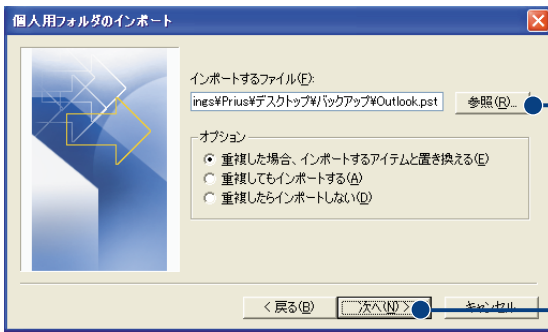 個人用フォルダのインポート
インポートするファイル(F):
ings¥Prius¥デスクトップ¥バックアップ¥Outlook.pst 参照(R)...
オプション
重複した場合、インポートするアイテムと置き換える(E)
重複してもインポートする(A)
重複したらインポートしない(D)
< 戻る(B) 次へ(N) > キャンセル